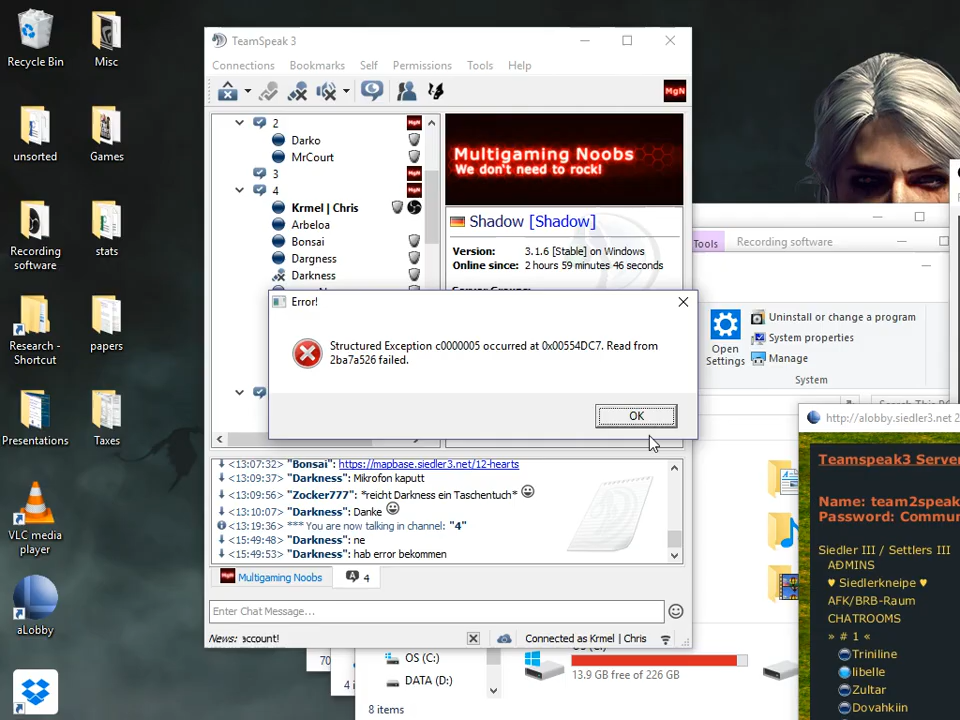 Recycle Bin
Misc
unsorted
Games
Recording
software
stats
Research -
Shortcut
papers
Presentations
Taxes
VLC media
player
aLobby
TeamSpeak 3
Connections Bookmarks Self Permissions Tools Help
MgN
2
Darko
MrCourt
3
4
Krmel | Chris
Arbeloa
Bonsai
Dargness
Darkness
Multigaming Noobs
We don't need to rock!
Shadow [Shadow]
Version: 3.1.6 [Stable] on Windows
Online since: 2 hours 59 minutes 46 seconds
Error!
Structured Exception c0000005 occurred at 0x00554DC7. Read from
2ba7a526 failed.
OK
<13:07:32> "Bonsai: https://mapbase.siedler3.net/12-hearts
<13:09:37> "Darkness": Mikrofon kaputt
<13:09:56> "Zocker777": *reicht Darkness ein Taschentuch*
<13:10:07> "Darkness": Danke
<13:19:36> *** You are now talking in channel: "4"
<15:49:48> "Darkness": ne
<15:49:53> "Darkness": hab error bekommen
Multigaming Noobs
4
Enter Chat Message...
News: account!
Connected as Krmel | Chris
Tools
Recording software
Open
Settings
Uninstall or change a program
System properties
Manage
System
http://alobby.siedler3.net 2
Teamspeak3 Server
Name: team2speak
Password: Commun
Siedler III / Settlers III
AÐMINS
♥ Siedlerkneipe ♥
AFK/BRB-Raum
CHATROOMS
» # 1 «
Triniline
libelle
Zultar
Dovahkiin
70
4 i
OS (C:)
DATA (D:)
8 items
13.9 GB free of 226 GB